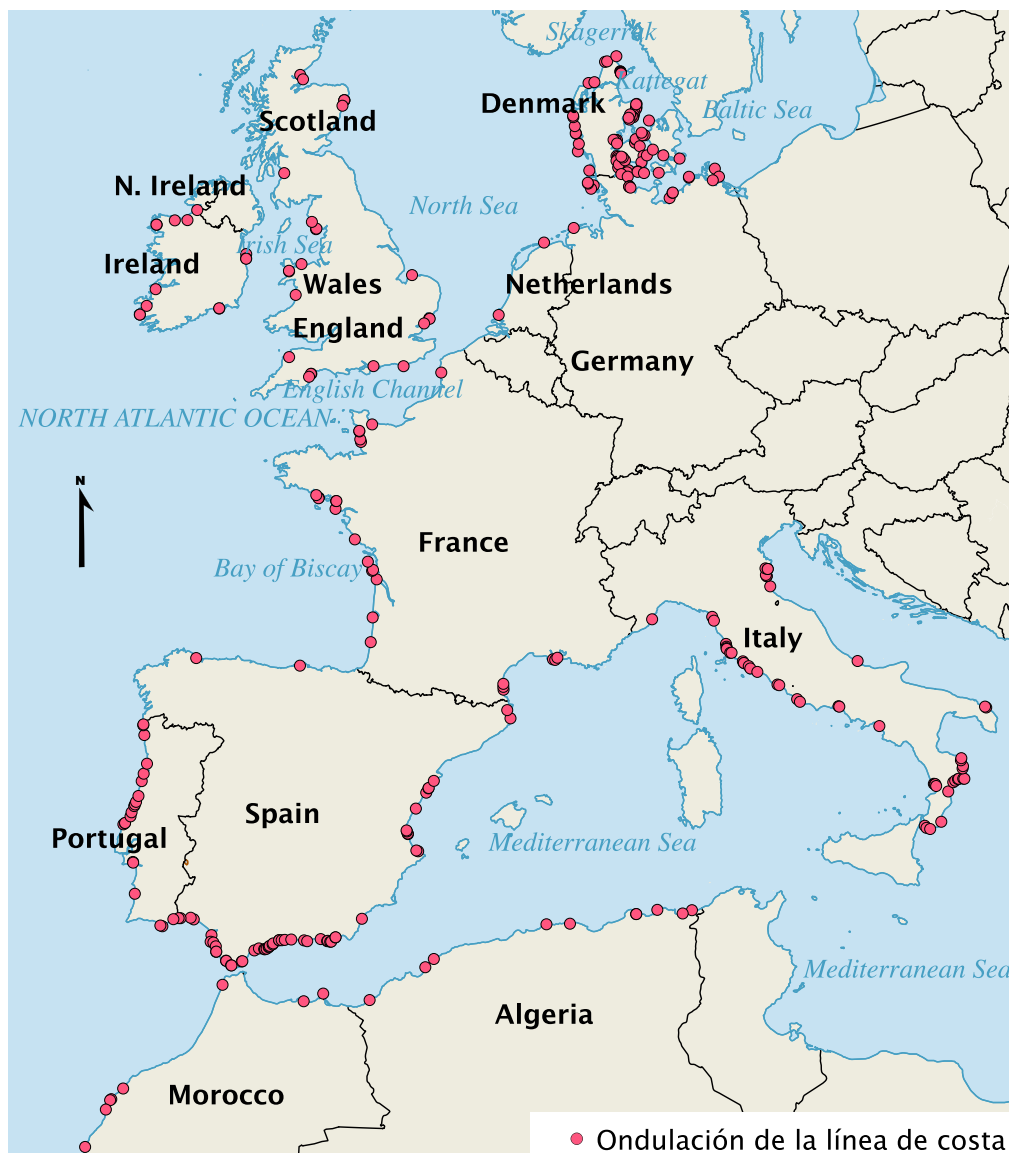 Skagerrak
Kattegat
Denmark
Baltic Sea
Scotland
N. Ireland
North Sea
Irish Sea
Ireland
Wales
Netherlands
England
Germany
English Channel
NORTH ATLANTIC OCEAN
N
France
Bay of Biscay
Italy
Spain
Portugal
Mediterranean Sea
Mediterranean Sea
Algeria
Morocco
Ondulación de la línea de costa